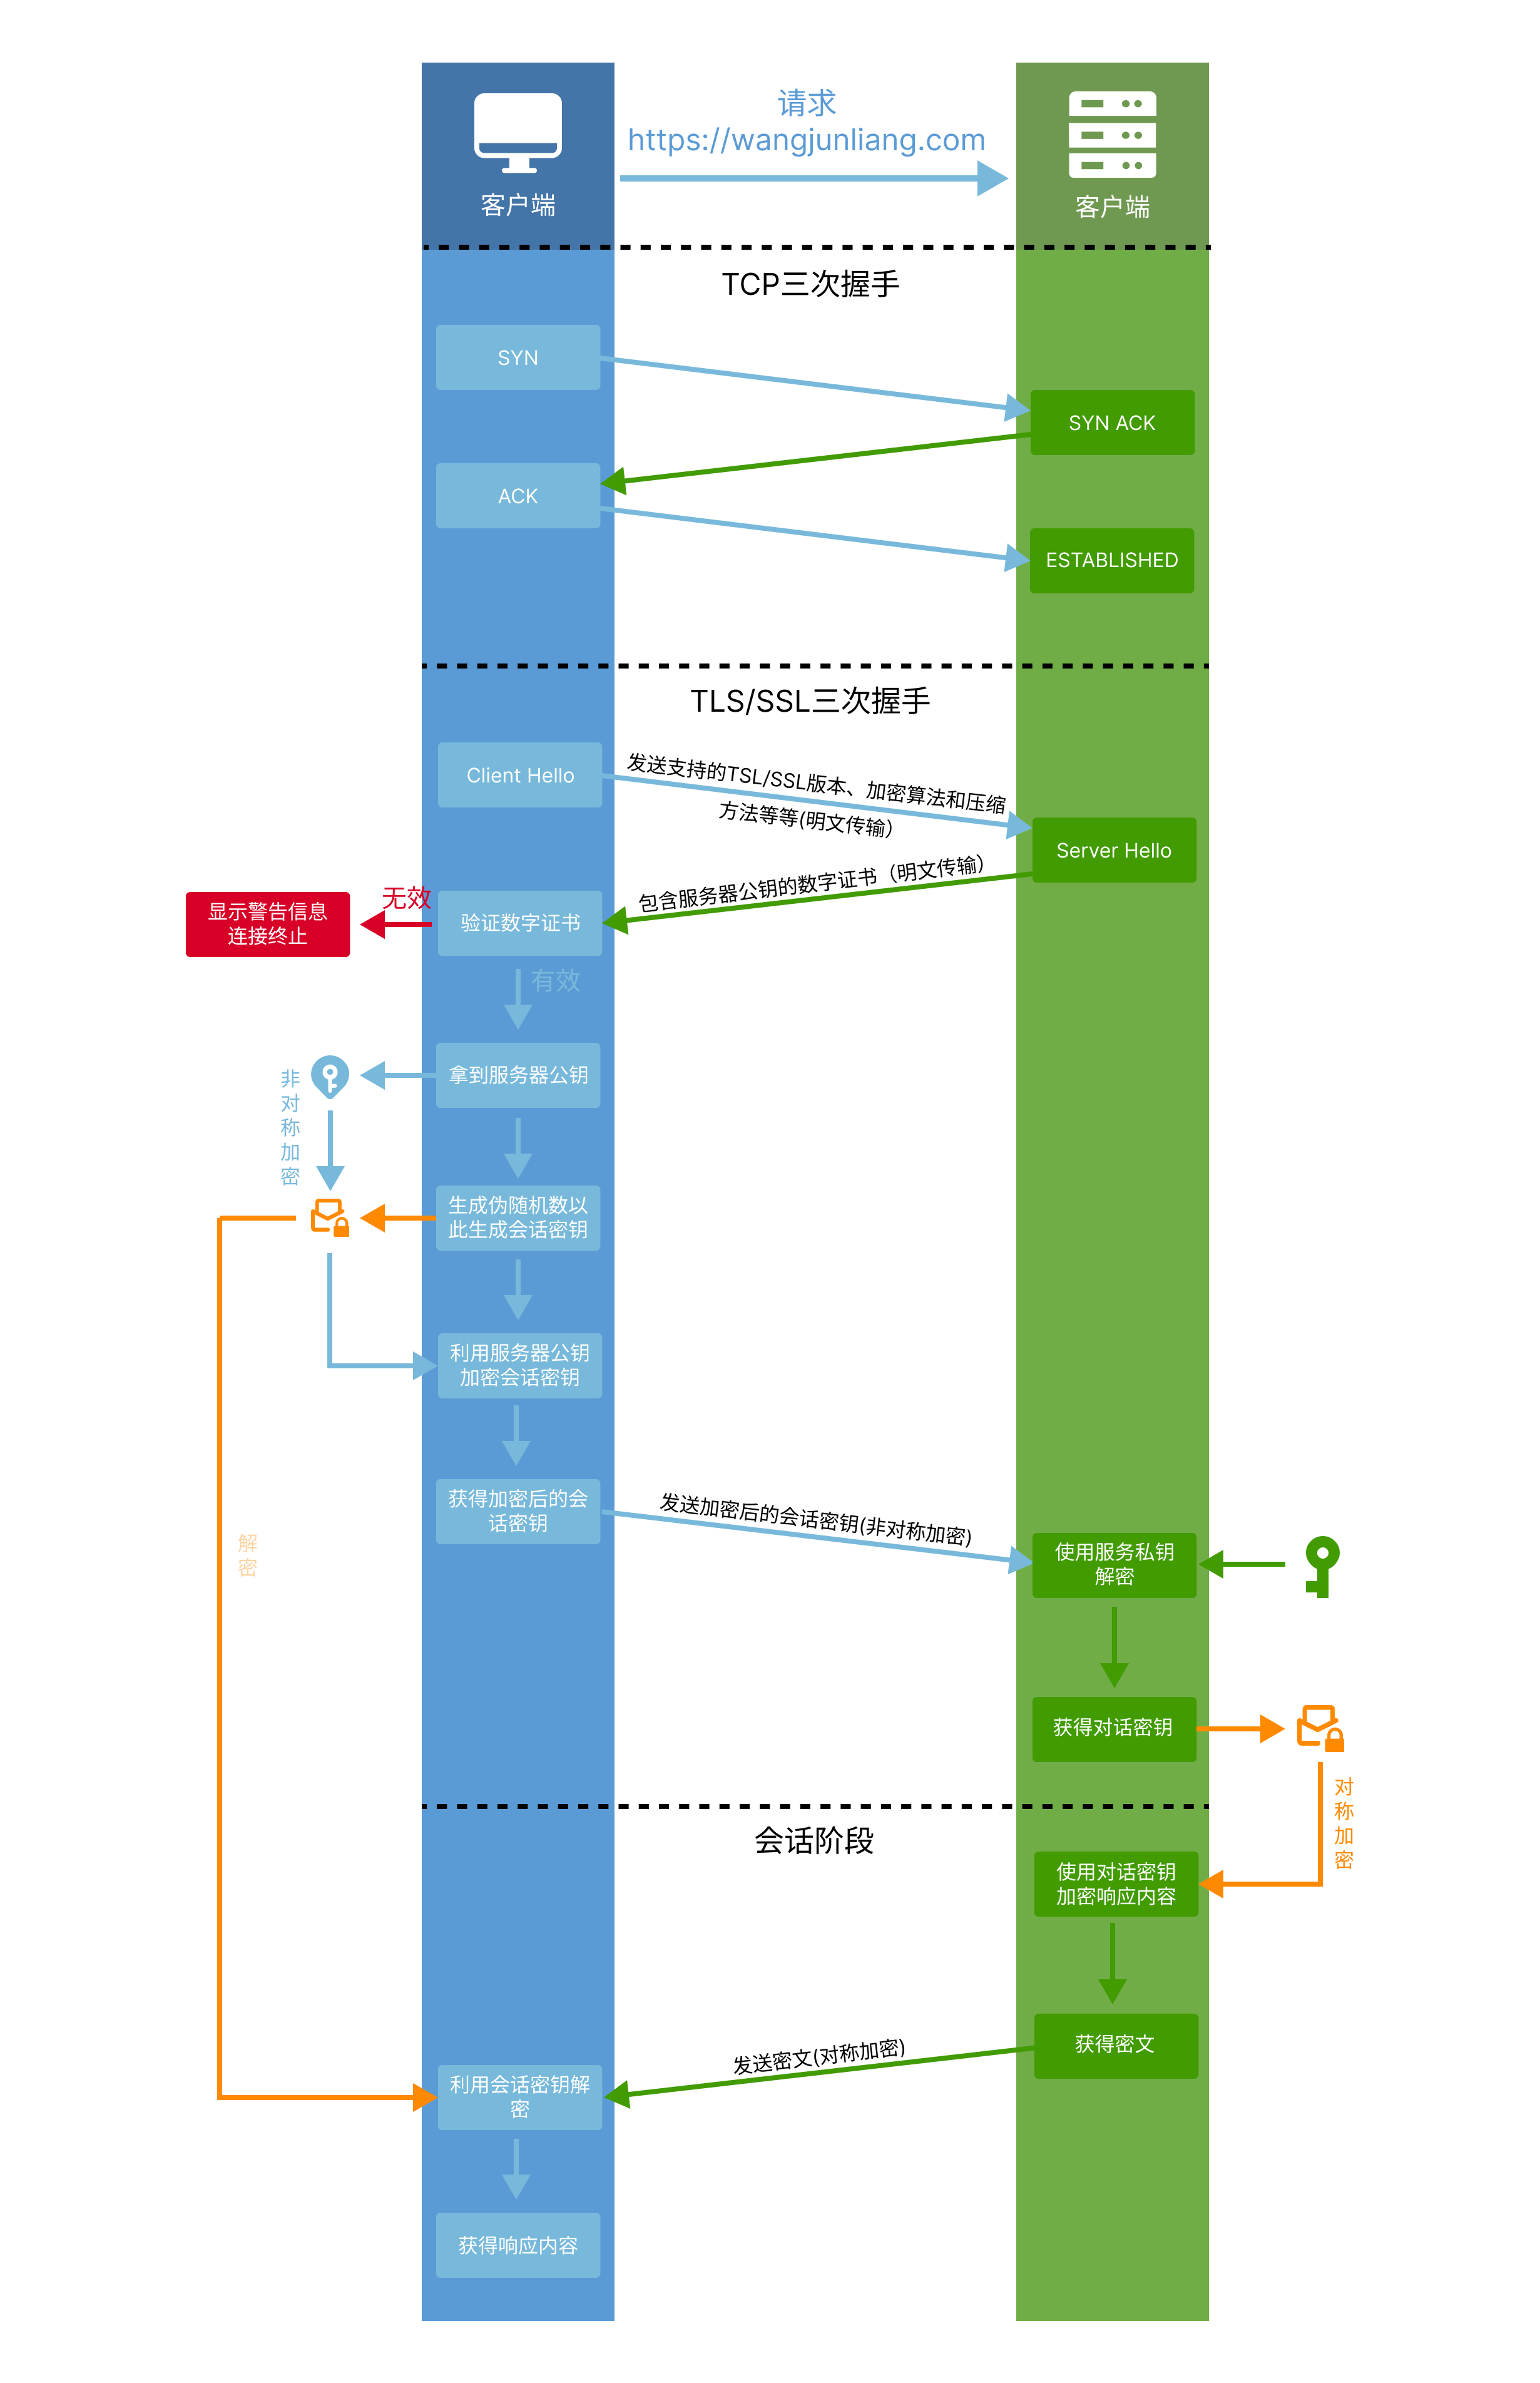 请求
https://wangjunliang.com
客户端
客户端
TCP三次握手
SYN
SYN ACK
ACK
ESTABLISHED
TLS/SSL三次握手
Client Hello
发送支持的TSL/SSL版本、加密算法和压缩
方法等等(明文传输）
Server Hello
包含服务器公钥的数字证书（明文传输）
无效
显示警告信息
连接终止
验证数字证书
有效
拿到服务器公钥
非
对
称
加
密
生成伪随机数以
此生成会话密钥
利用服务器公钥
加密会话密钥
获得加密后的会
话密钥
发送加密后的会话密钥(非对称加密)
使用服务私钥
解密
解
密
获得对话密钥
对
称
加
密
会话阶段
使用对话密钥
加密响应内容
获得密文
发送密文(对称加密)
利用会话密钥解
密
获得响应内容